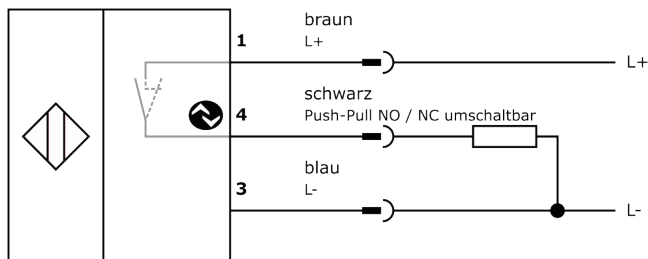 braun
1 L+ L+
schwarz
4 Push-Pull NO / NC umschaltbar
blau
3 L- L-